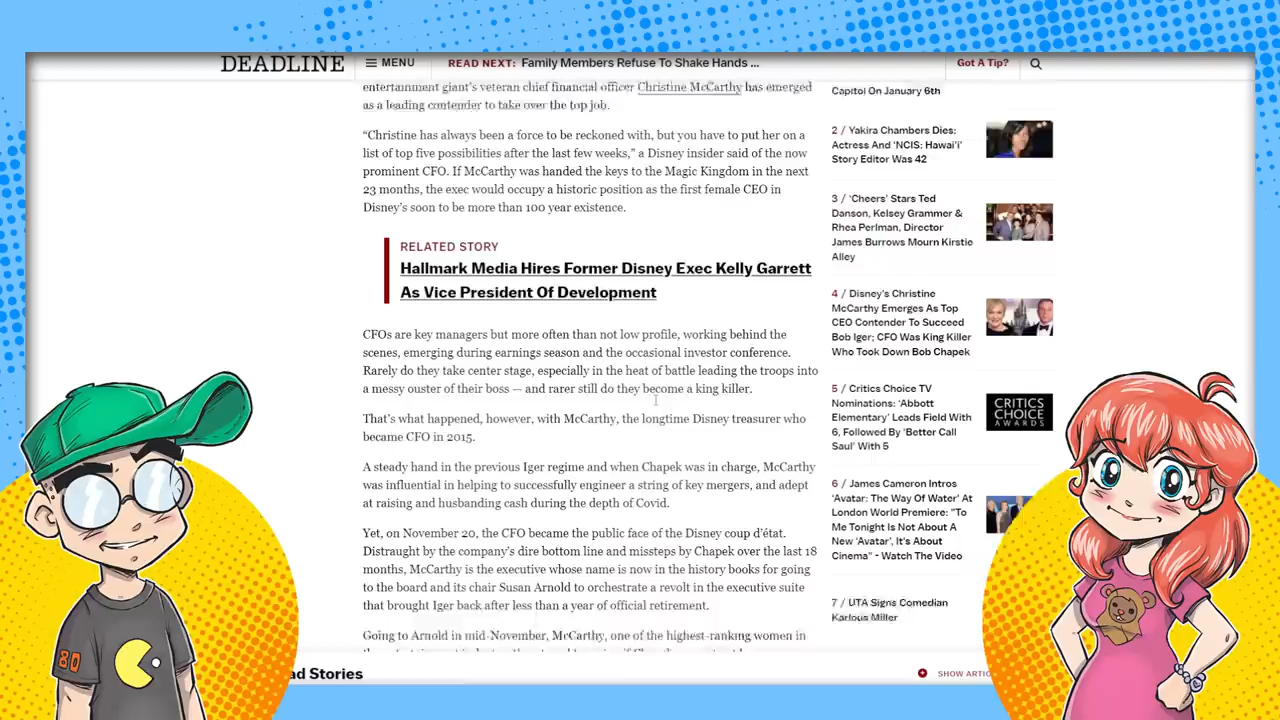 DEADLINE
MENU
READ NEXT: Family Members Refuse To Shake Hands ...
Got A Tip?
entertainment giant's veteran chief financial officer Christine McCarthy has emerged
as a leading contender to take over the top job.
“Christine has always been a force to be reckoned with, but you have to put her on a
list of top five possibilities after the last few weeks,” a Disney insider said of the now
prominent CFO. If McCarthy was handed the keys to the Magic Kingdom in the next
23 months, the exec would occupy a historic position as the first female CEO in
Disney's soon to be more than 100 year existence.
RELATED STORY
Hallmark Media Hires Former Disney Exec Kelly Garrett
As Vice President Of Development
CFOs are key managers but more often than not low profile, working behind the
scenes, emerging during earnings season and the occasional investor conference.
Rarely do they take center stage, especially in the heat of battle leading the troops into
a messy ouster of their boss — and rarer still do they become a king killer.
That's what happened, however, with McCarthy, the longtime Disney treasurer who
became CFO in 2015.
A steady hand in the previous Iger regime and when Chapek was in charge, McCarthy
was influential in helping to successfully engineer a string of key mergers, and adept
at raising and husbanding cash during the depth of Covid.
Yet, on November 20, the CFO became the public face of the Disney coup d'état.
Distraught by the company's dire bottom line and missteps by Chapek over the last 18
months, McCarthy is the executive whose name is now in the history books for going
to the board and its chair Susan Arnold to orchestrate a revolt in the executive suite
that brought Iger back after less than a year of official retirement.
Going to Arnold in mid-November, McCarthy, one of the highest-ranking women in
Capitol On January 6th
2 / Yakira Chambers Dies:
Actress And ‘NCIS: Hawai'i’
Story Editor Was 42
3 / ‘Cheers’ Stars Ted
Danson, Kelsey Grammer &
Rhea Perlman, Director
James Burrows Mourn Kirstie
Alley
4 / Disney's Christine
McCarthy Emerges As Top
CEO Contender To Succeed
Bob Iger; CFO Was King Killer
Who Took Down Bob Chapek
5 / Critics Choice TV
Nominations: ‘Abbott
Elementary’ Leads Field With
6, Followed By ‘Better Call
Saul’ With 5
CRITICS
CHOICE
AWARDS
6 / James Cameron Intros
‘Avatar: The Way Of Water’ At
London World Premiere: "To
Me Tonight Is Not About A
New ‘Avatar’, It's About
Cinema” - Watch The Video
7 / UTA Signs Comedian
Karlous Miller
ad Stories
SHOW ARTIC
80